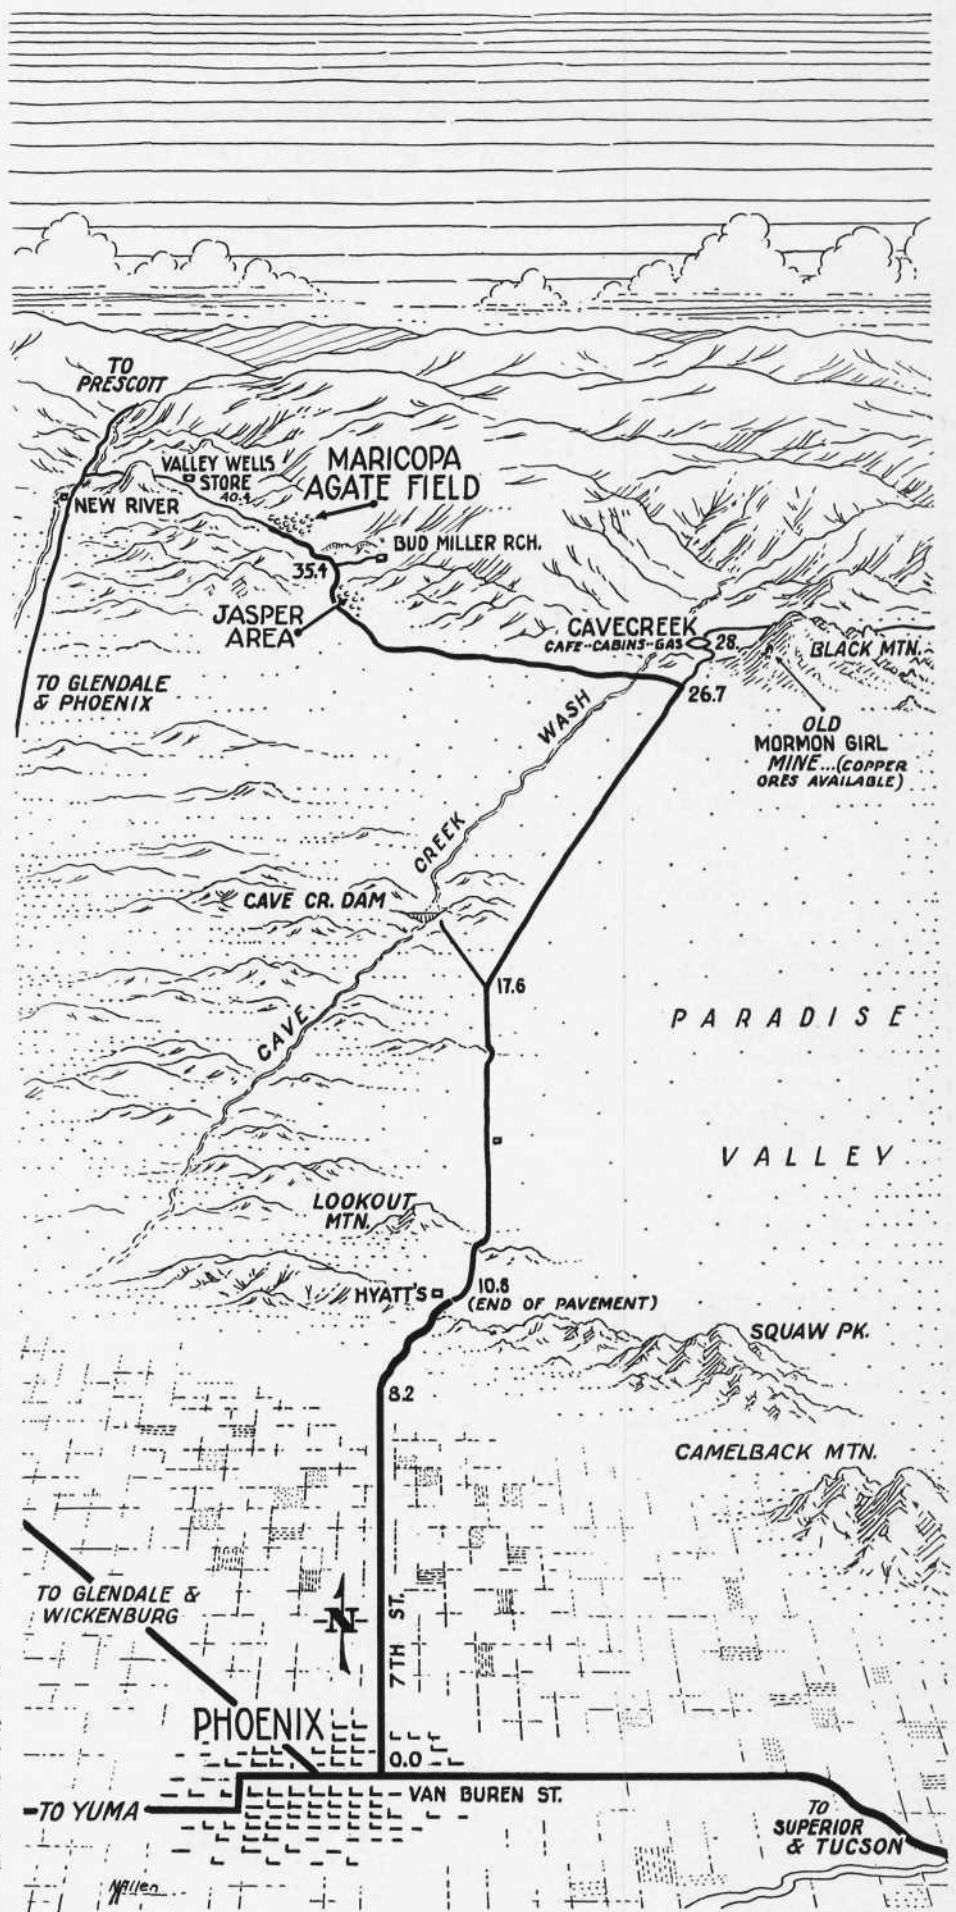 TO
PRESCOTT
VALLEY WELLS
STORE
40.4
MARICOPA
AGATE FIELD
NEW RIVER
BUD MILLER RCH.
35.4
JASPER
AREA
CAVECREEK
CAFE--CABINS--GAS
28.
BLACK MTN.
TO GLENDALE
& PHOENIX
26.7
OLD
MORMON GIRL
MINE...(COPPER
ORES AVAILABLE)
WASH
CREEK
CAVE CR. DAM
17.6
CAVE
PARADISE
VALLEY
LOOKOUT
MTN.
HYATT'S
10.8
(END OF PAVEMENT)
SQUAW PK.
8.2
CAMELBACK MTN.
TO GLENDALE &
WICKENBURG
N
7TH ST.
PHOENIX
0.0
VAN BUREN ST.
TO YUMA
TO
SUPERIOR
& TUCSON
NAllen